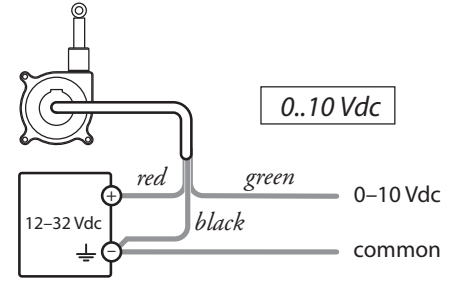 0..10 Vdc
red
green
0–10 Vdc
12–32 Vdc
+
black
–
common